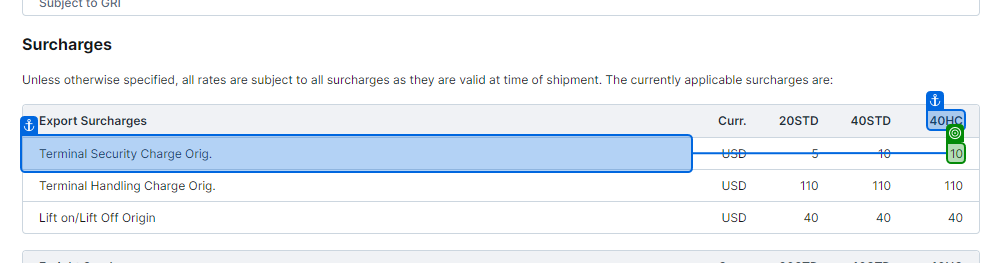 Subject to GRI
Surcharges
Unless otherwise specified, all rates are subject to all surcharges as they are valid at time of shipment. The currently applicable surcharges are:
Export Surcharges Curr. 20STD 40STD 40HC
Terminal Security Charge Orig. USD 5 10 10
Terminal Handling Charge Orig. USD 110 110 110
Lift on/Lift Off Origin USD 40 40 40